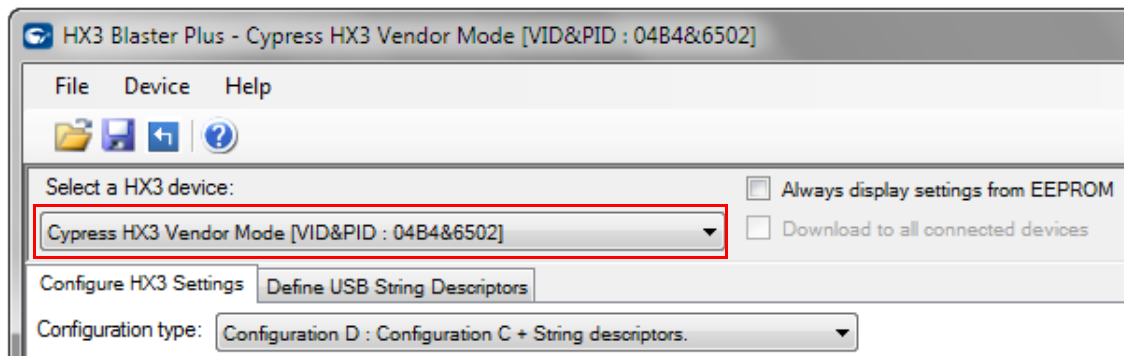 HX3 Blaster Plus - Cypress HX3 Vendor Mode [VID&PID : 04B4&6502]
File Device Help
Select a HX3 device:
Always display settings from EEPROM
Cypress HX3 Vendor Mode [VID&PID : 04B4&6502]
Download to all connected devices
Configure HX3 Settings Define USB String Descriptors
Configuration type: Configuration D : Configuration C + String descriptors.